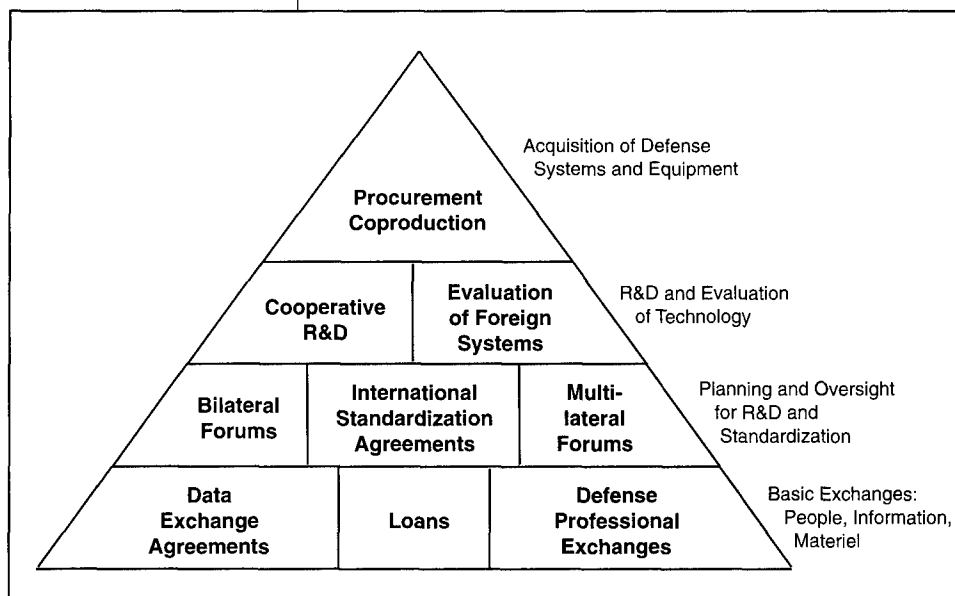 Acquisition of Defense
Systems and Equipment
Procurement
Coproduction
Cooperative
R&D
Evaluation
of Foreign
Systems
R&D and Evaluation
of Technology
Bilateral
Forums
International
Standardization
Agreements
Multi-
lateral
Forums
Planning and Oversight
for R&D and
Standardization
Data
Exchange
Agreements
Loans
Defense
Professional
Exchanges
Basic Exchanges:
People, Information,
Materiel